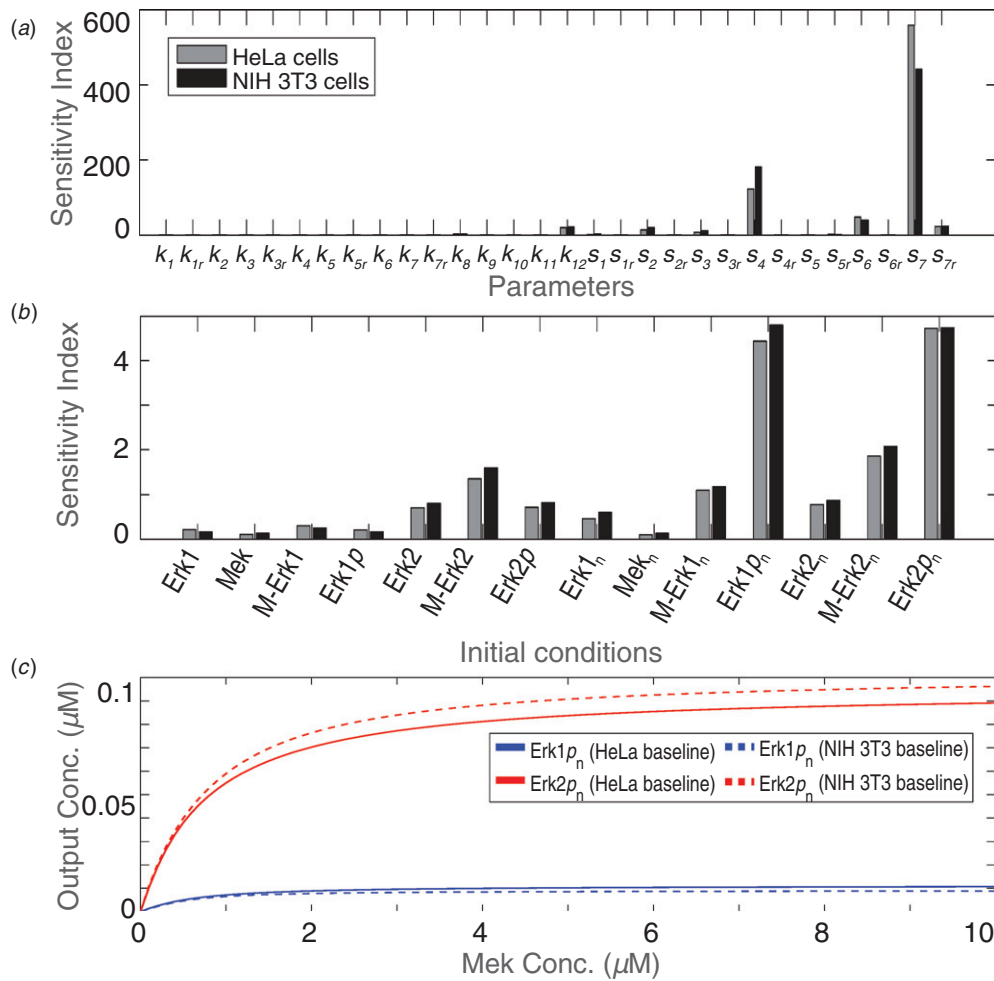 (a)
600
400
200
0
Sensitivity Index
HeLa cells
NIH 3T3 cells
k1 k1r k2 k3 k3r k4 k5 k5r k6 k7 k7r k8 k9 k10 k11 k12 s1 s1r s2 s2r s3 s3r s4 s4r s5 s5r s6 s6r s7 s7r
Parameters
(b)
4
2
0
Sensitivity Index
Erk1 Mek M-Erk1 Erk1p Erk2 M-Erk2 Erk2p Erk1n Mekn M-Erk1n Erk1pn Erk2n M-Erk2n Erk2pn
Initial conditions
(c)
0.1
0.05
0
Output Conc. (μM)
Erk1pn (HeLa baseline) Erk1pn (NIH 3T3 baseline)
Erk2pn (HeLa baseline) Erk2pn (NIH 3T3 baseline)
0 2 4 6 8 10
Mek Conc. (μM)